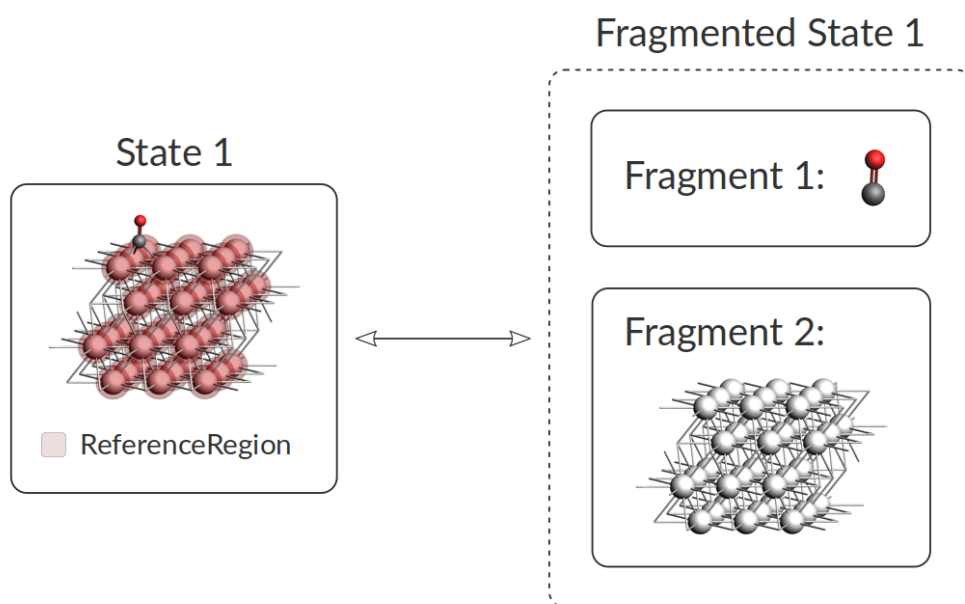 Fragmented State 1
State 1
Fragment 1:
Fragment 2:
ReferenceRegion